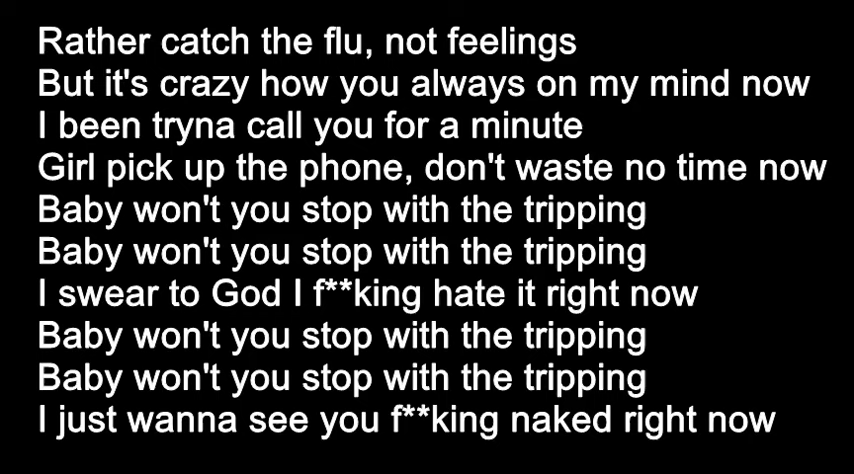 Rather catch the flu, not feelings
But it's crazy how you always on my mind now
I been tryna call you for a minute
Girl pick up the phone, don't waste no time now
Baby won't you stop with the tripping
Baby won't you stop with the tripping
I swear to God I f**king hate it right now
Baby won't you stop with the tripping
Baby won't you stop with the tripping
I just wanna see you f**king naked right now